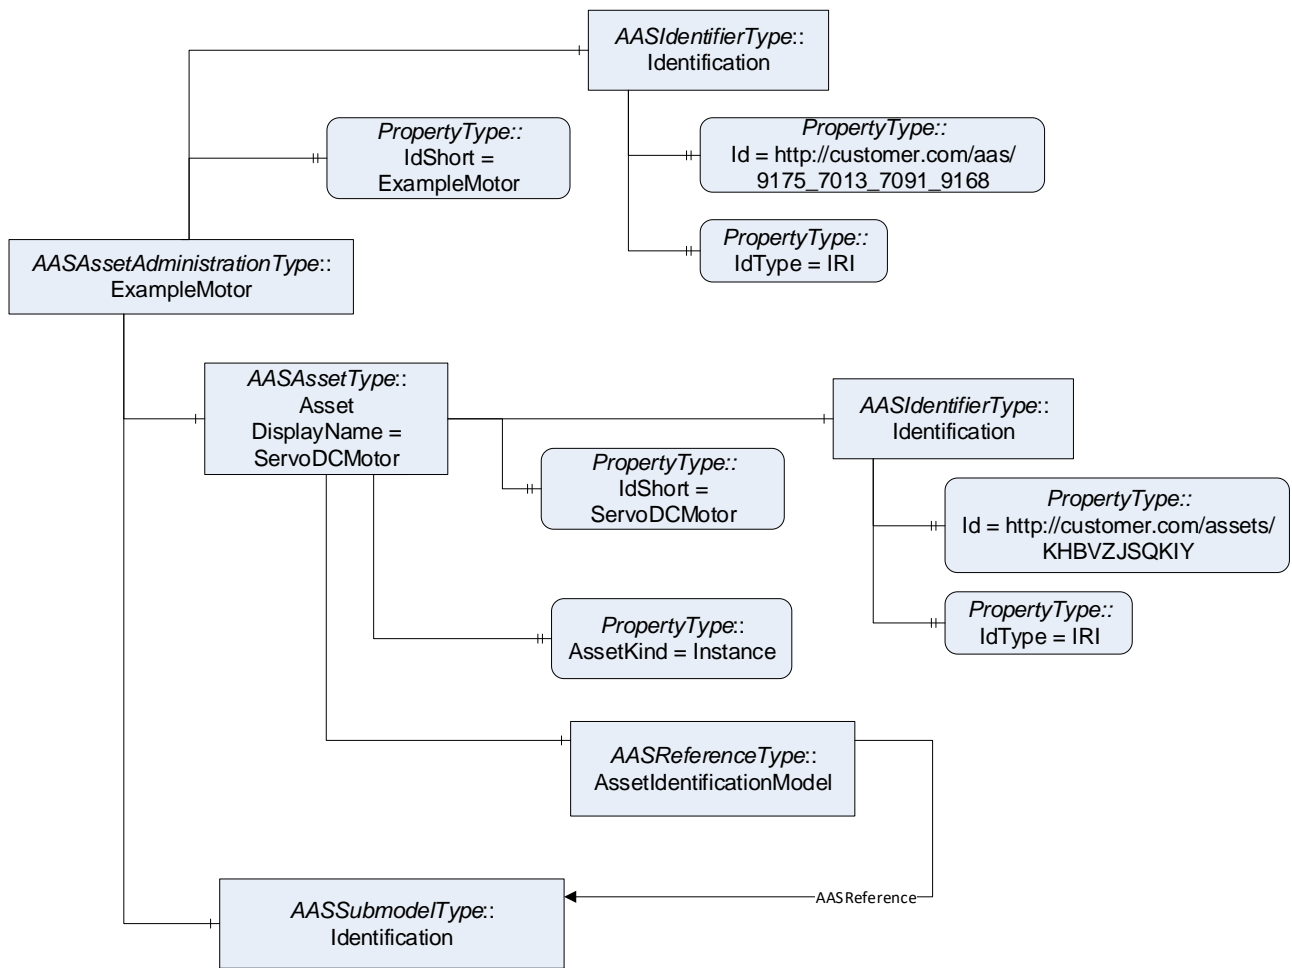 AASIdentifierType::
Identification
PropertyType::
IdShort =
ExampleMotor
PropertyType::
Id = http://customer.com/aas/
9175_7013_7091_9168
PropertyType::
IdType = IRI
AASAssetAdministrationType::
ExampleMotor
AASAssetType::
Asset
DisplayName =
ServoDCMotor
AASIdentifierType::
Identification
PropertyType::
IdShort =
ServoDCMotor
PropertyType::
Id = http://customer.com/assets/
KHBVZJSQKIY
PropertyType::
IdType = IRI
PropertyType::
AssetKind = Instance
AASReferenceType::
AssetIdentificationModel
AASReference
AASSubmodelType::
Identification